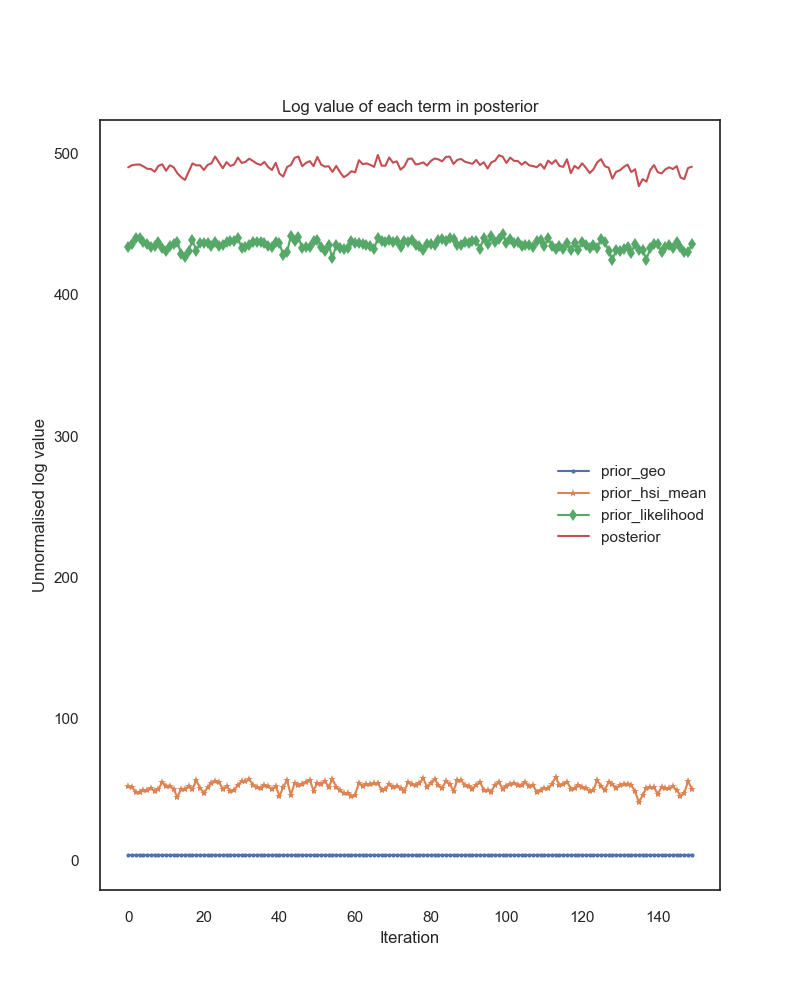 Log value of each term in posterior
Unnormalised log value
500
400
300
200
100
0
prior_geo
prior_hsi_mean
prior_likelihood
posterior
0 20 40 60 80 100 120 140
Iteration